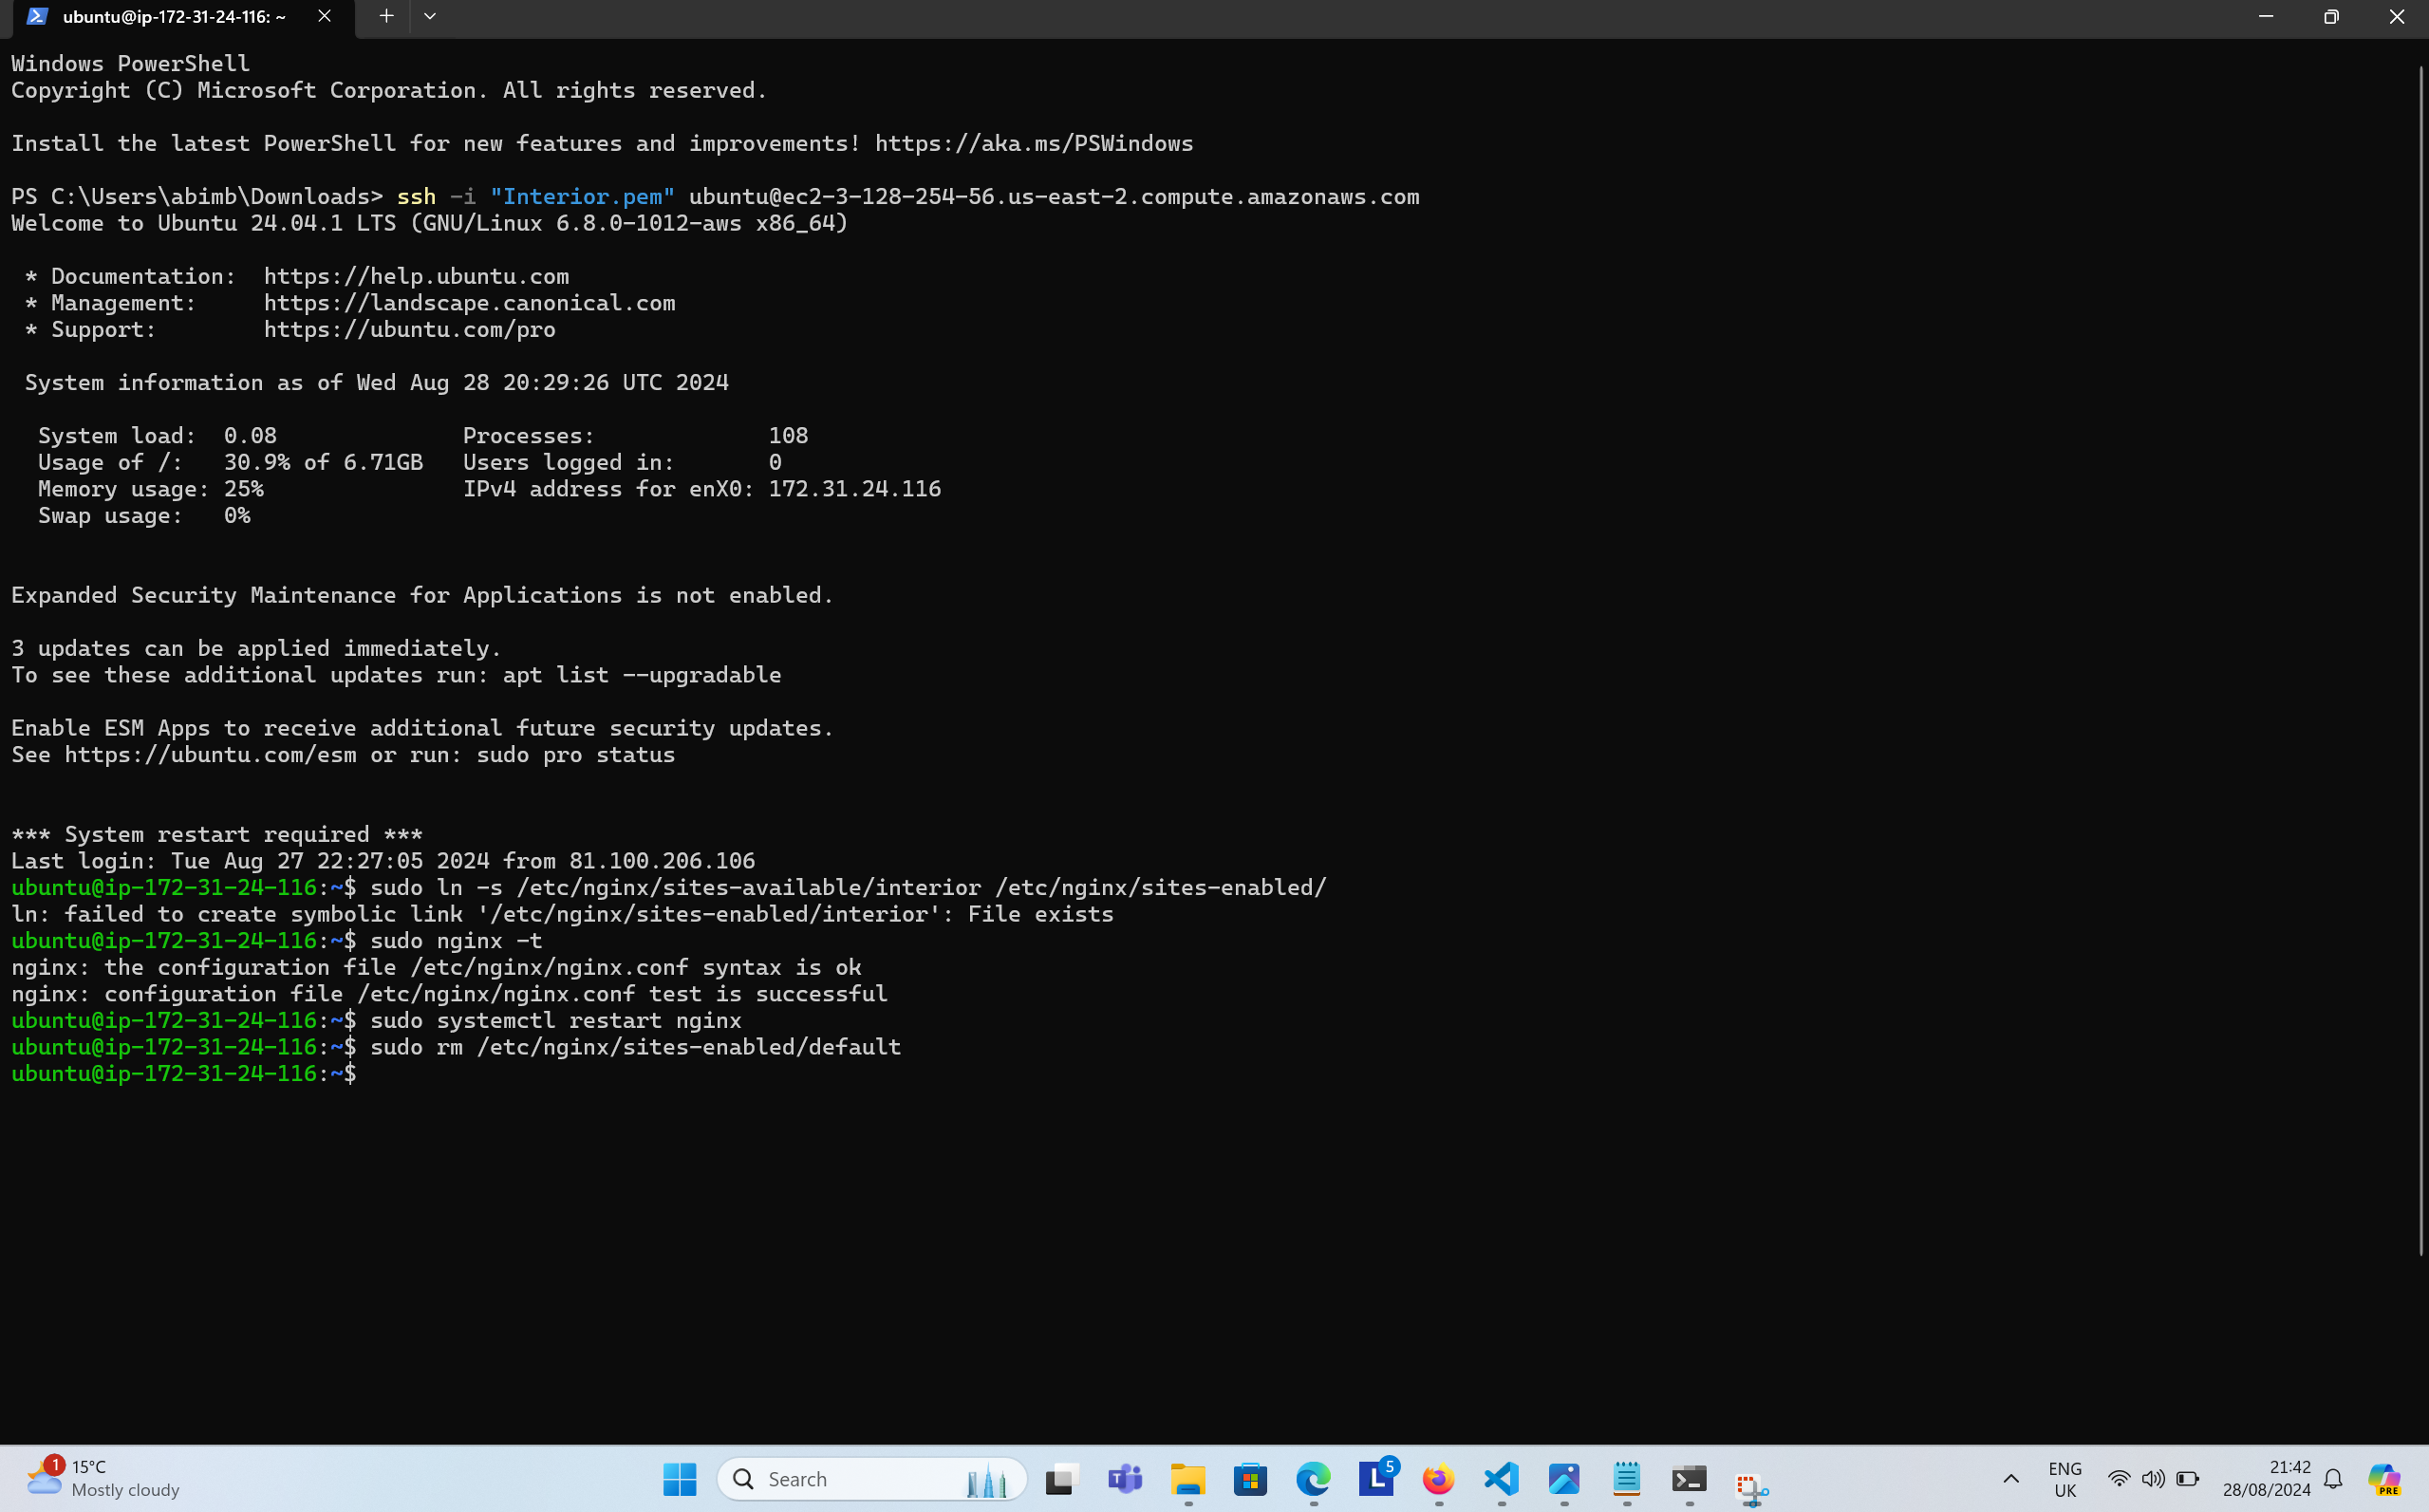 ubuntu@ip-172-31-24-116: ~
Windows PowerShell
Copyright (C) Microsoft Corporation. All rights reserved.
Install the latest PowerShell for new features and improvements! https://aka.ms/PSWindows
PS C:\Users\abimb\Downloads> ssh -i "Interior.pem" ubuntu@ec2-3-128-254-56.us-east-2.compute.amazonaws.com
Welcome to Ubuntu 24.04.1 LTS (GNU/Linux 6.8.0-1012-aws x86_64)
* Documentation:  https://help.ubuntu.com
* Management:     https://landscape.canonical.com
* Support:        https://ubuntu.com/pro
System information as of Wed Aug 28 20:29:26 UTC 2024
System load:  0.08              Processes:             108
Usage of /:   30.9% of 6.71GB   Users logged in:       0
Memory usage: 25%               IPv4 address for enX0: 172.31.24.116
Swap usage:   0%
Expanded Security Maintenance for Applications is not enabled.
3 updates can be applied immediately.
To see these additional updates run: apt list --upgradable
Enable ESM Apps to receive additional future security updates.
See https://ubuntu.com/esm or run: sudo pro status
*** System restart required ***
Last login: Tue Aug 27 22:27:05 2024 from 81.100.206.106
ubuntu@ip-172-31-24-116:~$ sudo ln -s /etc/nginx/sites-available/interior /etc/nginx/sites-enabled/
ln: failed to create symbolic link '/etc/nginx/sites-enabled/interior': File exists
ubuntu@ip-172-31-24-116:~$ sudo nginx -t
nginx: the configuration file /etc/nginx/nginx.conf syntax is ok
nginx: configuration file /etc/nginx/nginx.conf test is successful
ubuntu@ip-172-31-24-116:~$ sudo systemctl restart nginx
ubuntu@ip-172-31-24-116:~$ sudo rm /etc/nginx/sites-enabled/default
ubuntu@ip-172-31-24-116:~$
1
15°C
Mostly cloudy
Search
T
L
5
ENG
UK
21:42
28/08/2024
PRE